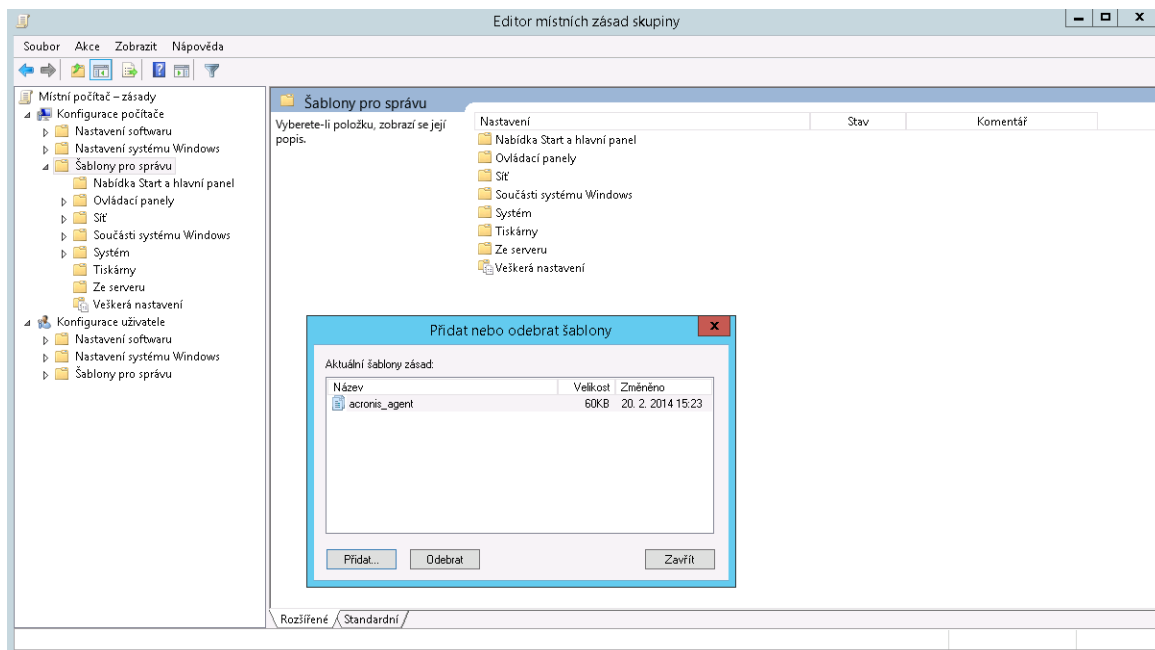 Editor místních zásad skupiny
Soubor Akce Zobrazit Nápověda
Místní počítač – zásady
Konfigurace počítače
Nastavení softwaru
Nastavení systému Windows
Šablony pro správu
Nabídka Start a hlavní panel
Ovládací panely
Síť
Součásti systému Windows
Systém
Tiskárny
Ze serveru
Veškerá nastavení
Konfigurace uživatele
Nastavení softwaru
Nastavení systému Windows
Šablony pro správu
Šablony pro správu
Vyberete-li položku, zobrazí se její
popis.
Nastavení Stav Komentář
Nabídka Start a hlavní panel
Ovládací panely
Síť
Součásti systému Windows
Systém
Tiskárny
Ze serveru
Veškerá nastavení
Přidat nebo odebrat šablony
Aktuální šablony zásad:
Název Velikost Změněno
acronis_agent 60KB 20. 2. 2014 15:23
Přidat... Odebrat Zavřít
Rozšířené Standardní